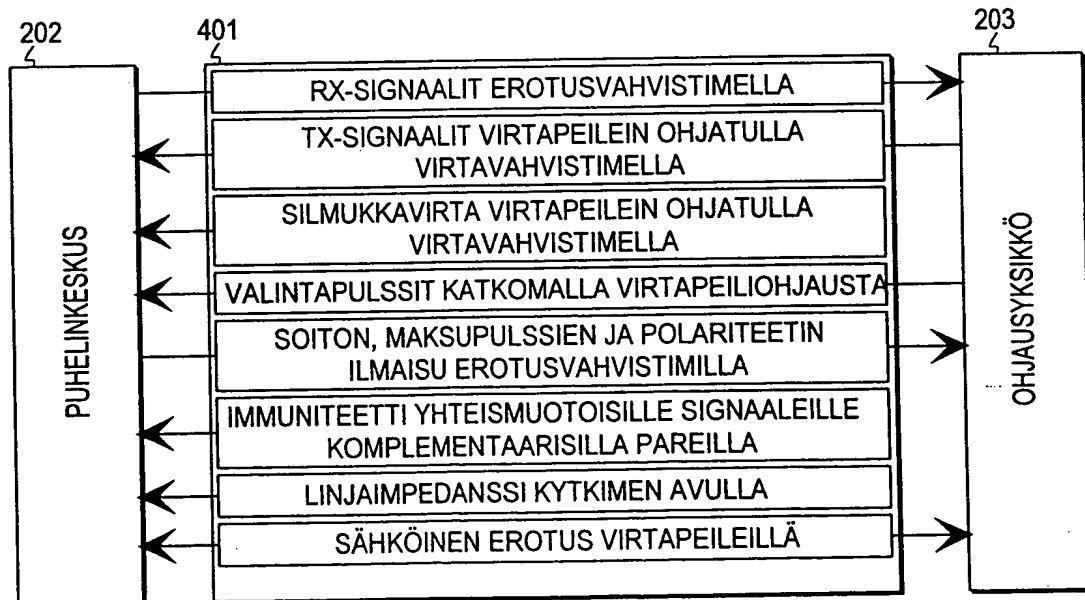 202
401
203
PUHELINKESKUS
RX-SIGNAALIT EROTUSVAHVISTIMELLA
TX-SIGNAALIT VIRTAPEILEIN OHJATULLA
VIRTAVAHVISTIMELLA
SILMUKKAVIRTA VIRTAPEILEIN OHJATULLA
VIRTAVAHVISTIMELLA
VALINTAPULSSIT KATKOMALLA VIRTAPEILIOHJAUSTA
SOITON, MAKSUPULSSIEN JA POLARITEETIN
ILMAISU EROTUSVAHVISTIMILLA
IMMUNITEETTI YHTEISMUOTOISILLE SIGNAALEILLE
KOMPLEMENTAARISILLA PAREILLA
LINJAIMPEDANSSI KYTKIMEN AVULLA
SÄHKÖINEN EROTUS VIRTAPEILEILLÄ
OHJAUSYKSIKKÖ